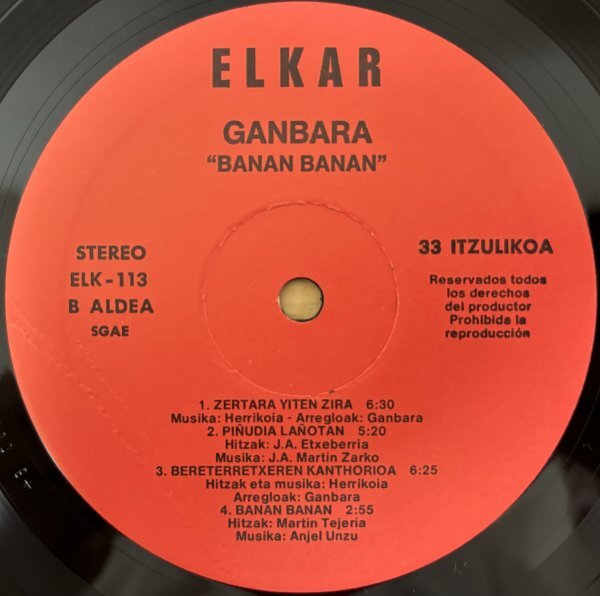 ELKAR
GANBARA
“BANAN BANAN”
STEREO
ELK-113
B ALDEA
SGAE
33 ITZULIKOA
Reservados todos
los derechos
del productor
Prohibida la
reproducción
1. ZERTARA YITEN ZIRA 6:30
Musika: Herrikoia - Arregloak: Ganbara
2. PIÑUDIA LAÑOTAN 5:20
Hitzak: J.A. Etxeberria
Musika: J.A. Martin Zarko
3. BERETERRETXEREN KANTHORIOA 6:25
Hitzak eta musika: Herrikoia
Arregloak: Ganbara
4. BANAN BANAN 2:55
Hitzak: Martin Tejeria
Musika: Anjel Unzu